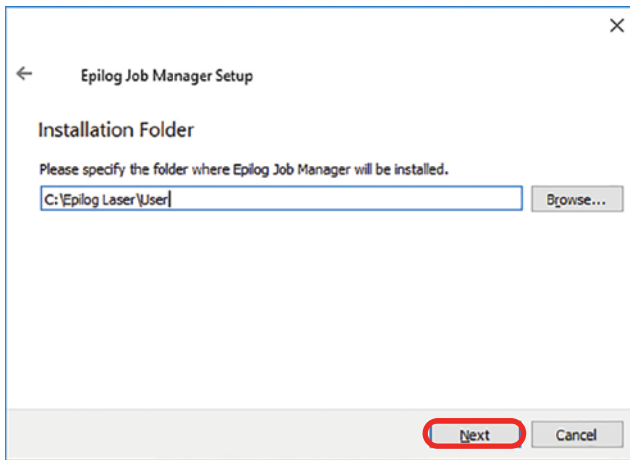 Epilog Job Manager Setup
Installation Folder
Please specify the folder where Epilog Job Manager will be installed.
C:\Epilog Laser\User
Browse...
Next
Cancel